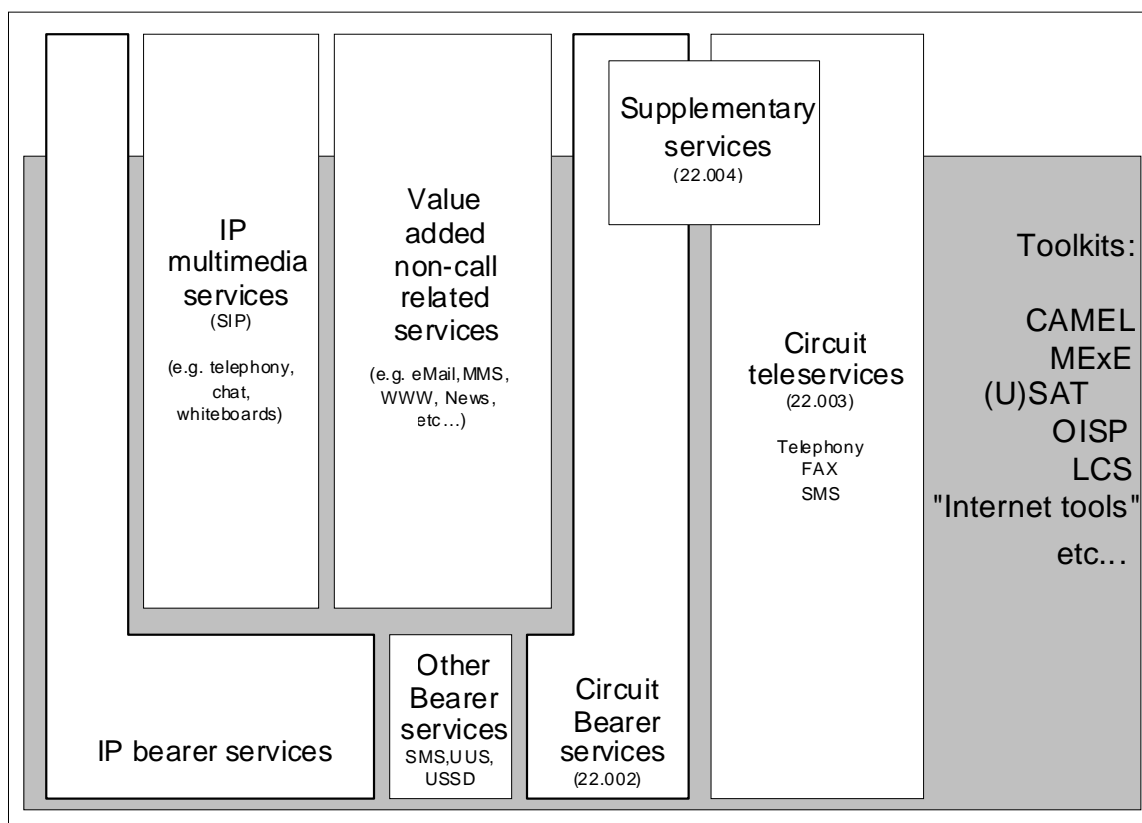 IP
multimedia
services
(SIP)
(e.g. telephony,
chat,
whiteboards)
Value
added
non-call
related
services
(e.g. eMail,MMS,
WWW, News,
etc…)
Supplementary
services
(22.004)
Circuit
teleservices
(22.003)
Telephony
FAX
SMS
Toolkits:
CAMEL
MExE
(U)SAT
OISP
LCS
"Internet tools"
etc...
IP bearer services
Other
Bearer
services
SMS,UUS,
USSD
Circuit
Bearer
services
(22.002)